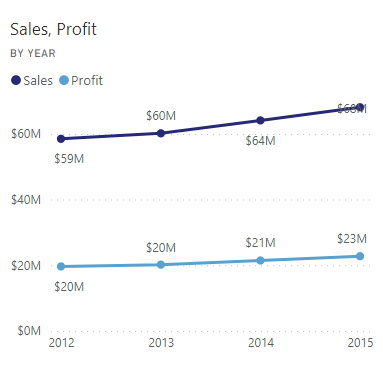 Sales, Profit
BY YEAR
Sales Profit
$60M
$40M
$20M
$0M
$59M
$60M
$64M
$68M
$20M
$20M
$21M
$23M
2012 2013 2014 2015